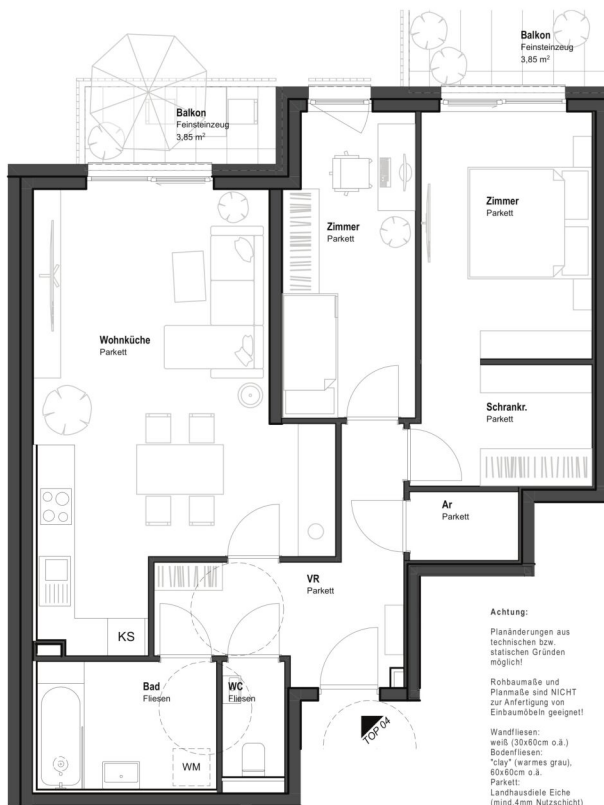 Balkon
Feinsteinzeug
3,85 m²
Balkon
Feinsteinzeug
3,85 m²
Zimmer
Parkett
Zimmer
Parkett
Wohnküche
Parkett
Schrankr.
Parkett
Ar
Parkett
VR
Parkett
KS
Bad
Fliesen
WC
Fliesen
WM
TOP 04
Achtung:
Planänderungen aus
technischen bzw.
statischen Gründen
möglich!
Rohbaumaße und
Planmaße sind NICHT
zur Anfertigung von
Einbaumöbeln geeignet!
Wandfliesen:
weiß (30x60cm o.ä.)
Bodenfliesen:
"clay" (warmes grau),
60x60cm o.ä.
Parkett:
Landhausdiele Eiche
(mind.4mm Nutzschicht)